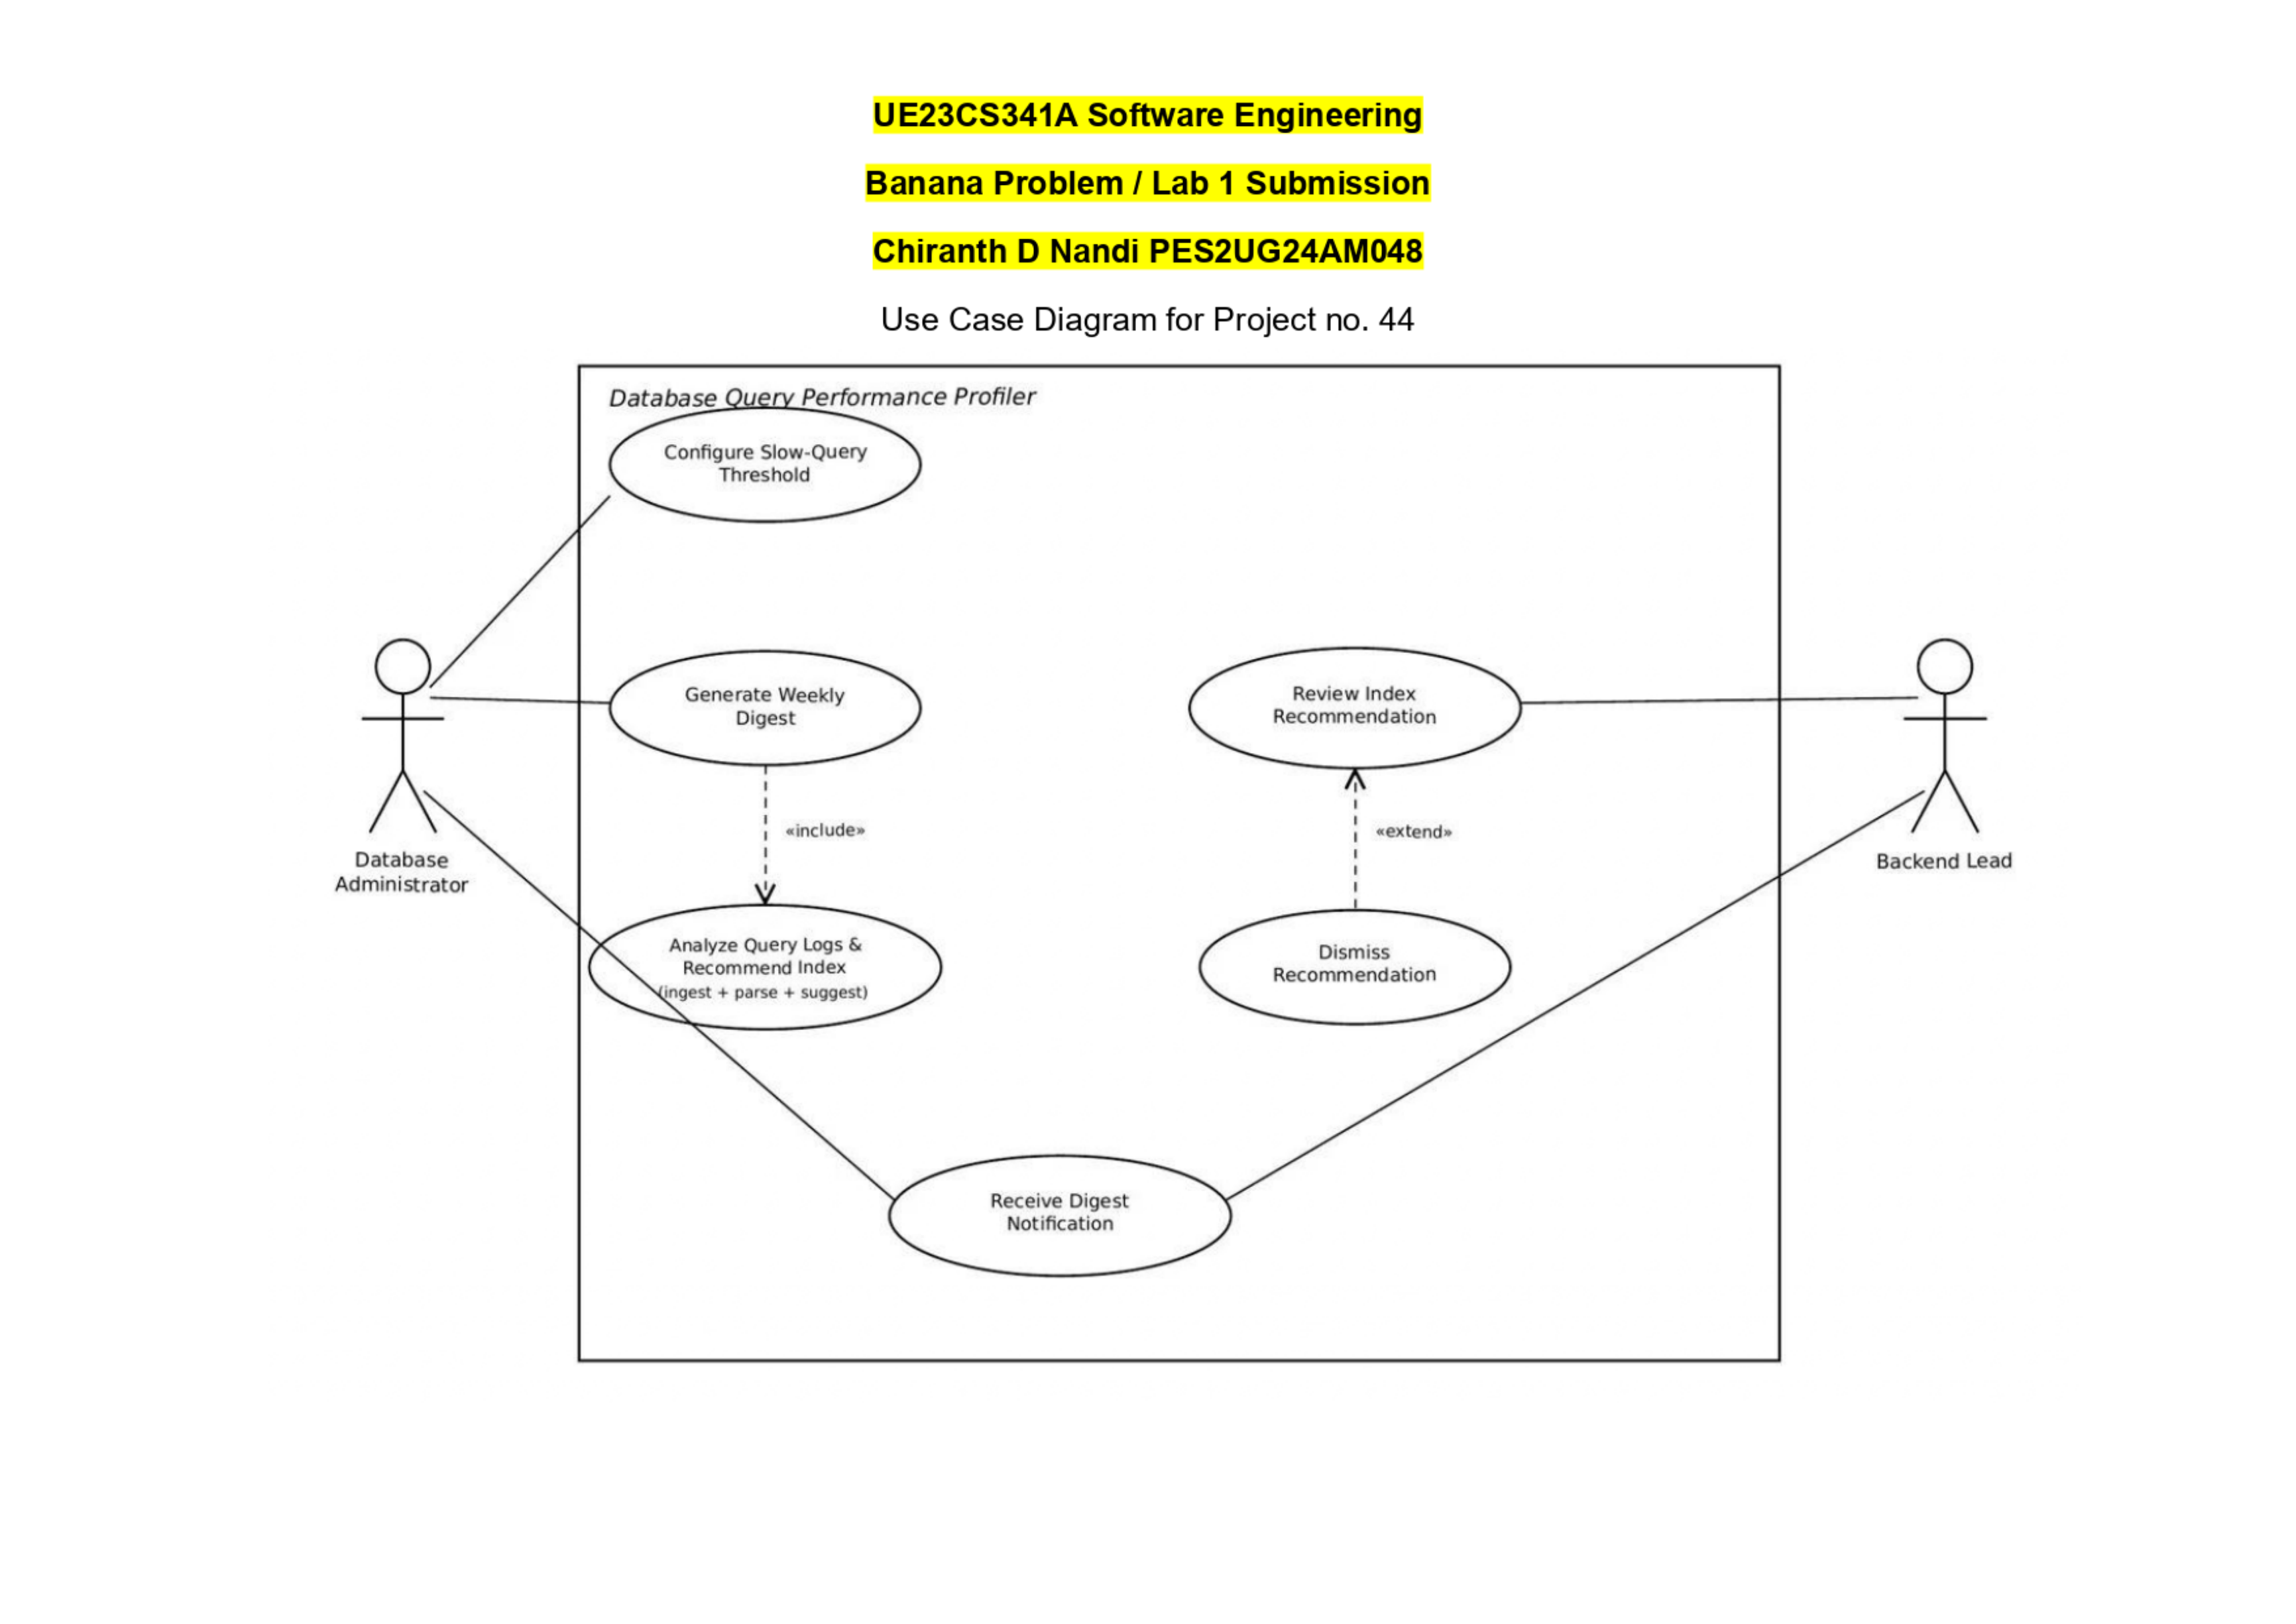 UE23CS341A Software Engineering
Banana Problem / Lab 1 Submission
Chiranth D Nandi PES2UG24AM048
Use Case Diagram for Project no. 44
Database Query Performance Profiler
Configure Slow-Query
Threshold
Generate Weekly
Digest
Review Index
Recommendation
«include»
«extend»
Database
Administrator
Backend Lead
Analyze Query Logs &
Recommend Index
(ingest + parse + suggest)
Dismiss
Recommendation
Receive Digest
Notification